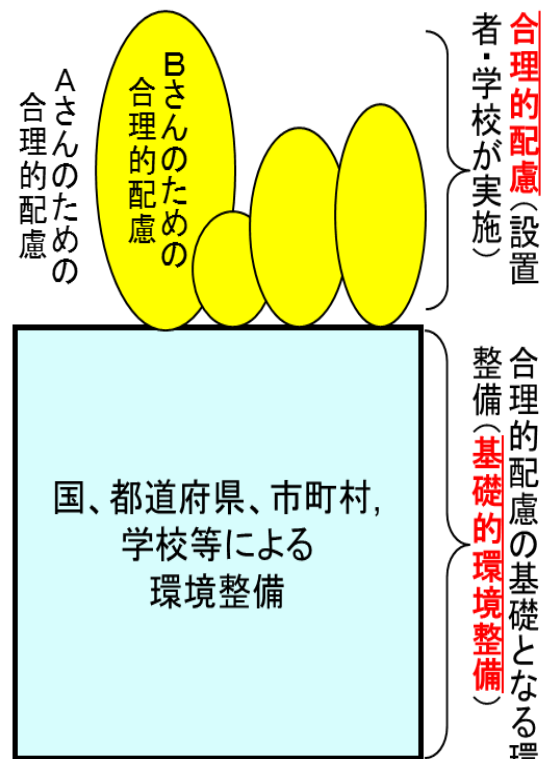 合理的配慮（設置
者・学校が実施）
Bさんのための
合理的配慮
Aさんのための
合理的配慮
合理的配慮の基礎となる環
整備（基礎的環境整備）
国、都道府県、市町村,
学校等による
環境整備